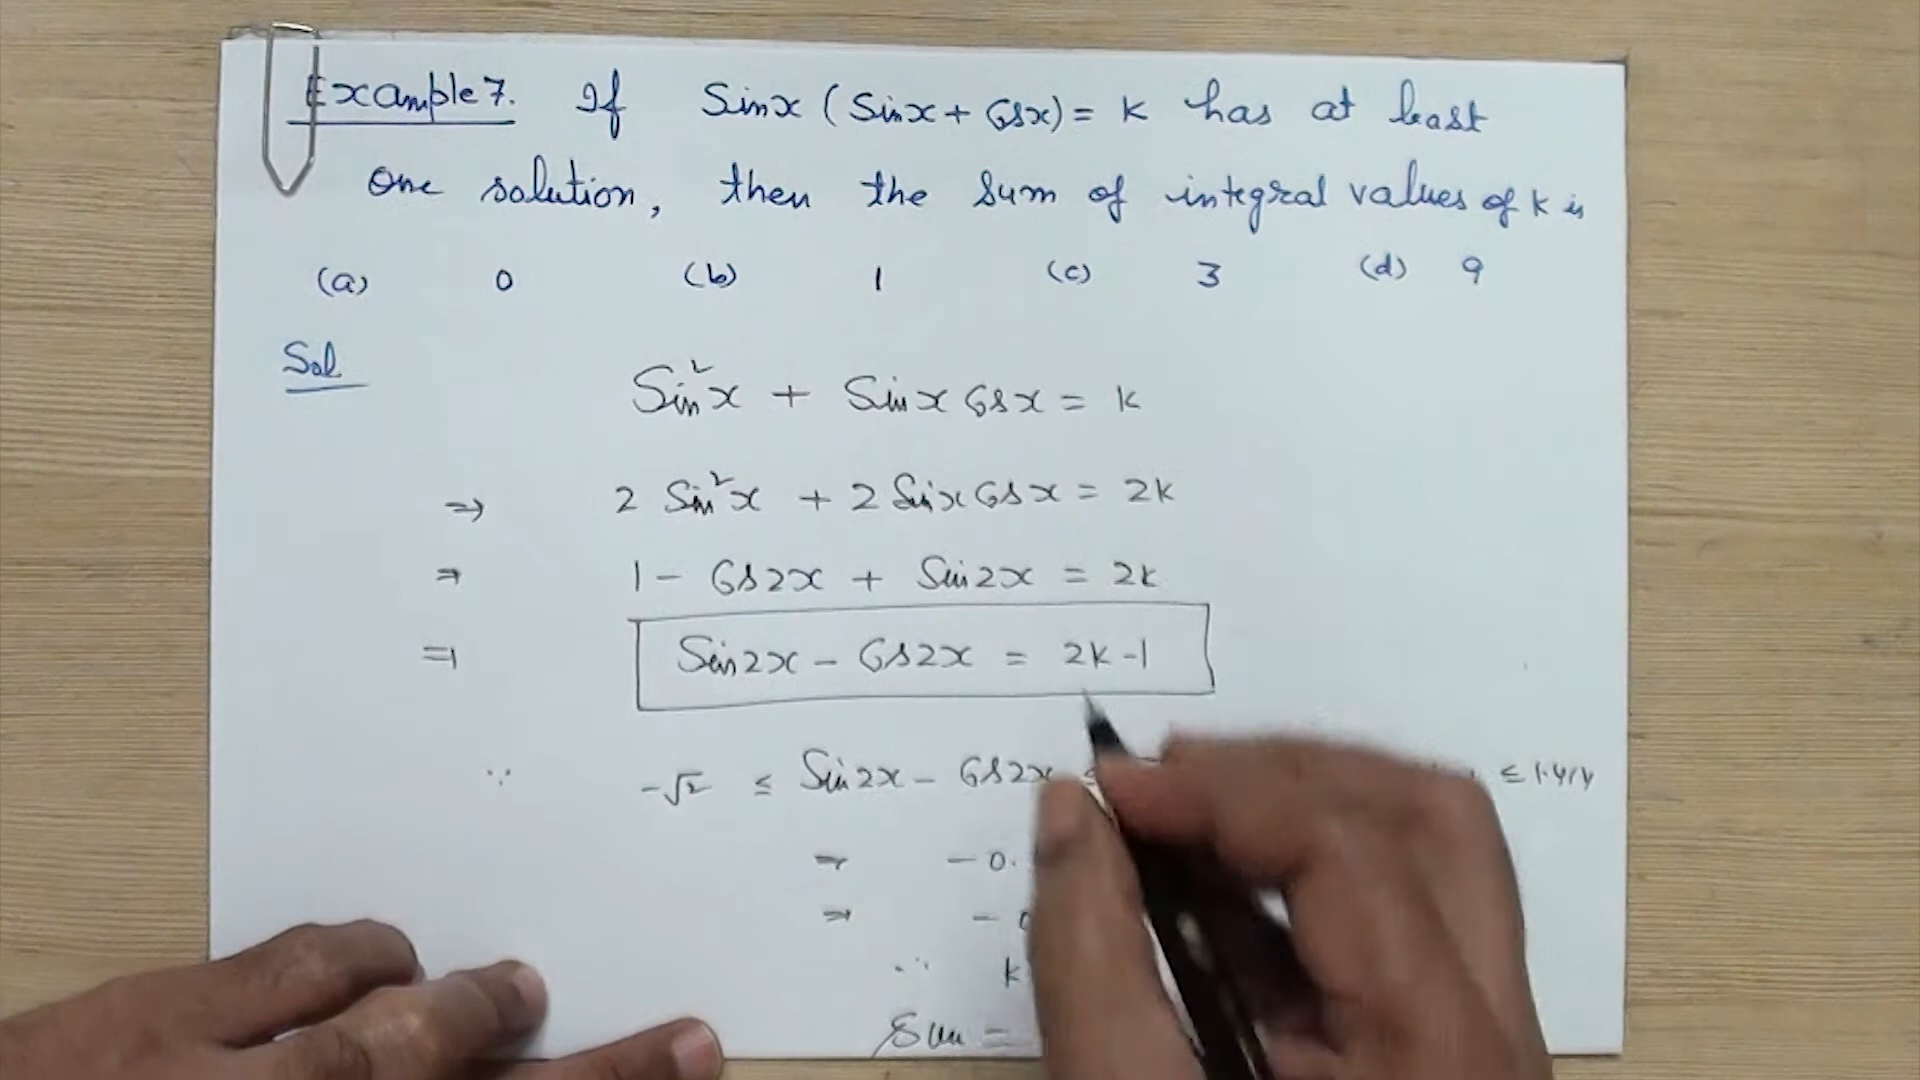 Example 7. If Sinx (Sinx + Cosx) = k has at least
one solution, then the sum of integral values of k is
(a) 0 (b) 1 (c) 3 (d) 9
Sol
Sin²x + Sinx Cosx = k
⇒ 2 Sin²x + 2 Sinx Cosx = 2k
⇒ 1 - Cos2x + Sin2x = 2k
⇒ Sin2x - Cos2x = 2k-1
∵ -√2 ≤ Sin2x - Cos2x ≤ 1.414
⇒ - 0.
⇒ - 0
∴ k
Sum =